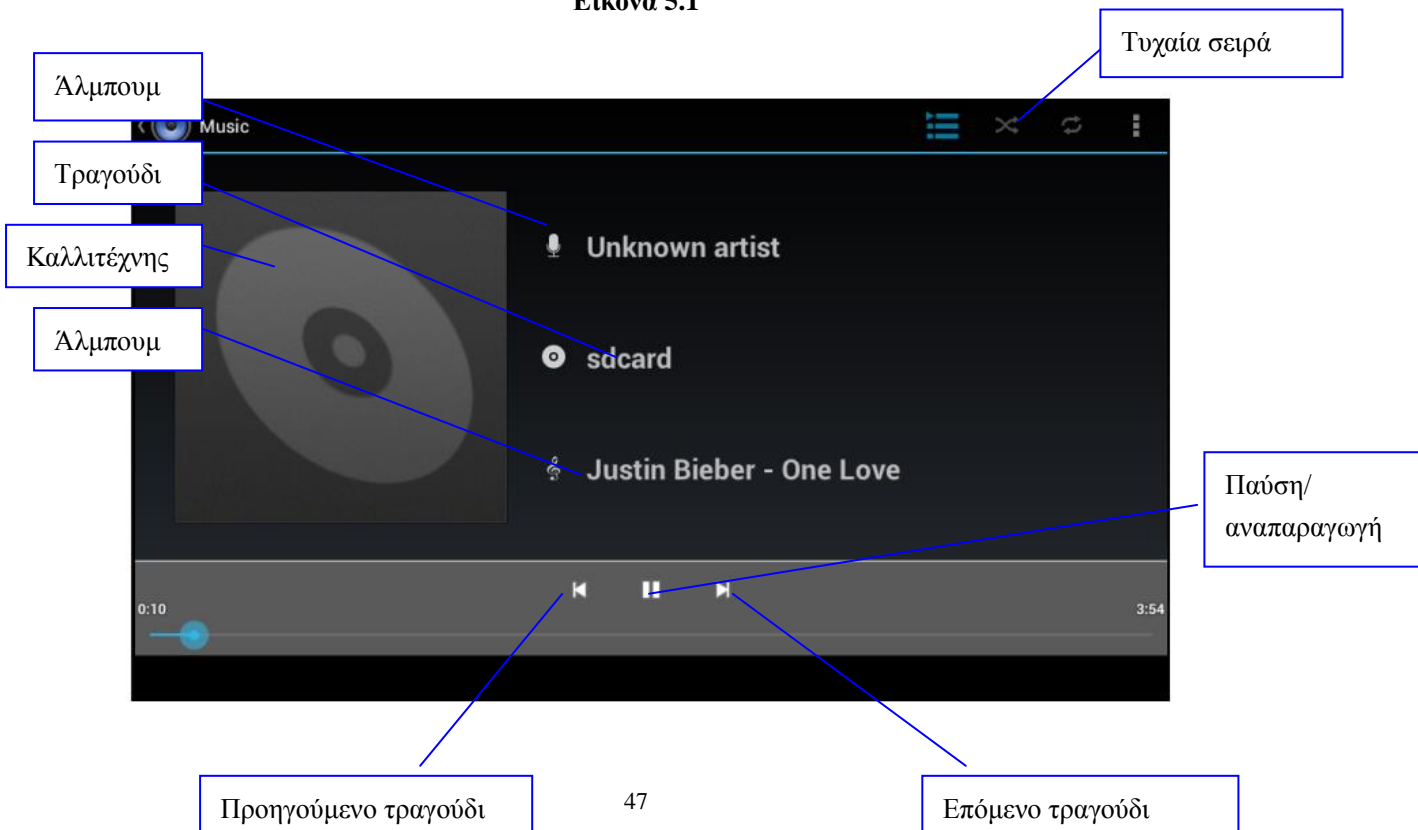 Εικόνα 5.1
Τυχαία σειρά
Άλμπουμ
Music
Τραγούδι
Καλλιτέχνης
Unknown artist
Άλμπουμ
sdcard
Justin Bieber - One Love
Παύση/
αναπαραγωγή
0:10
3:54
Προηγούμενο τραγούδι
47
Επόμενο τραγούδι